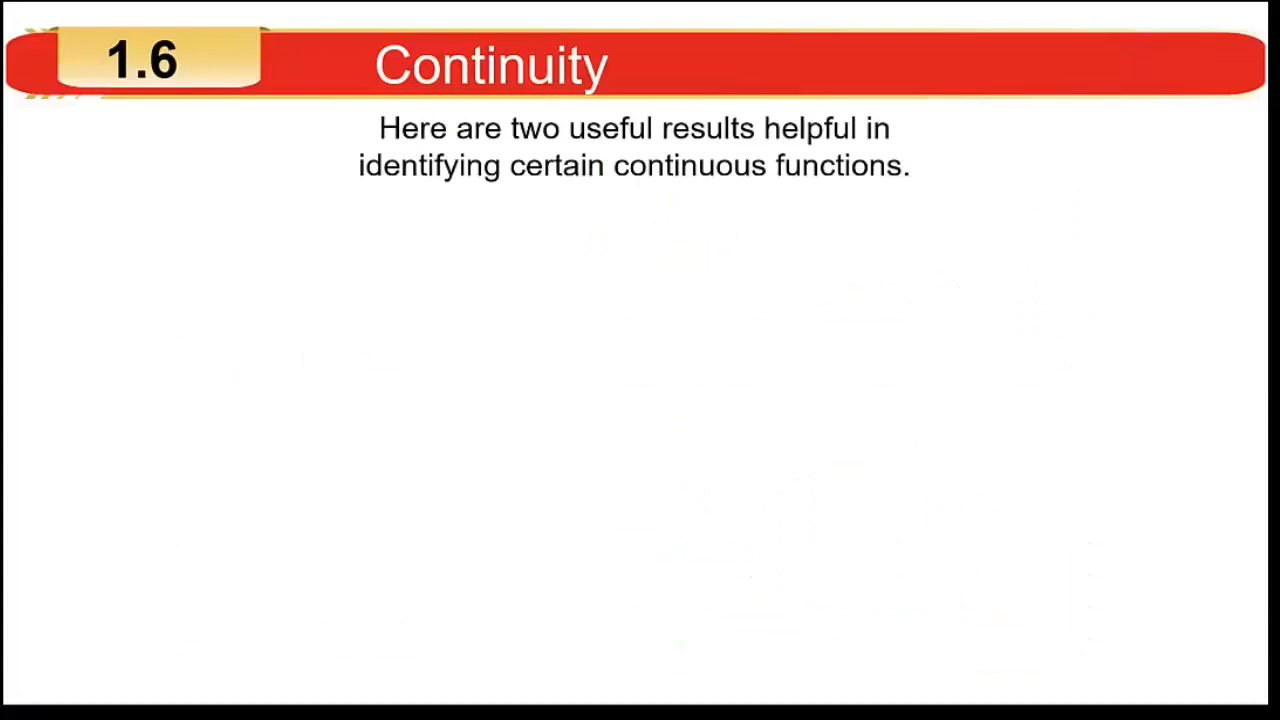 1.6
Continuity
Here are two useful results helpful in
identifying certain continuous functions.